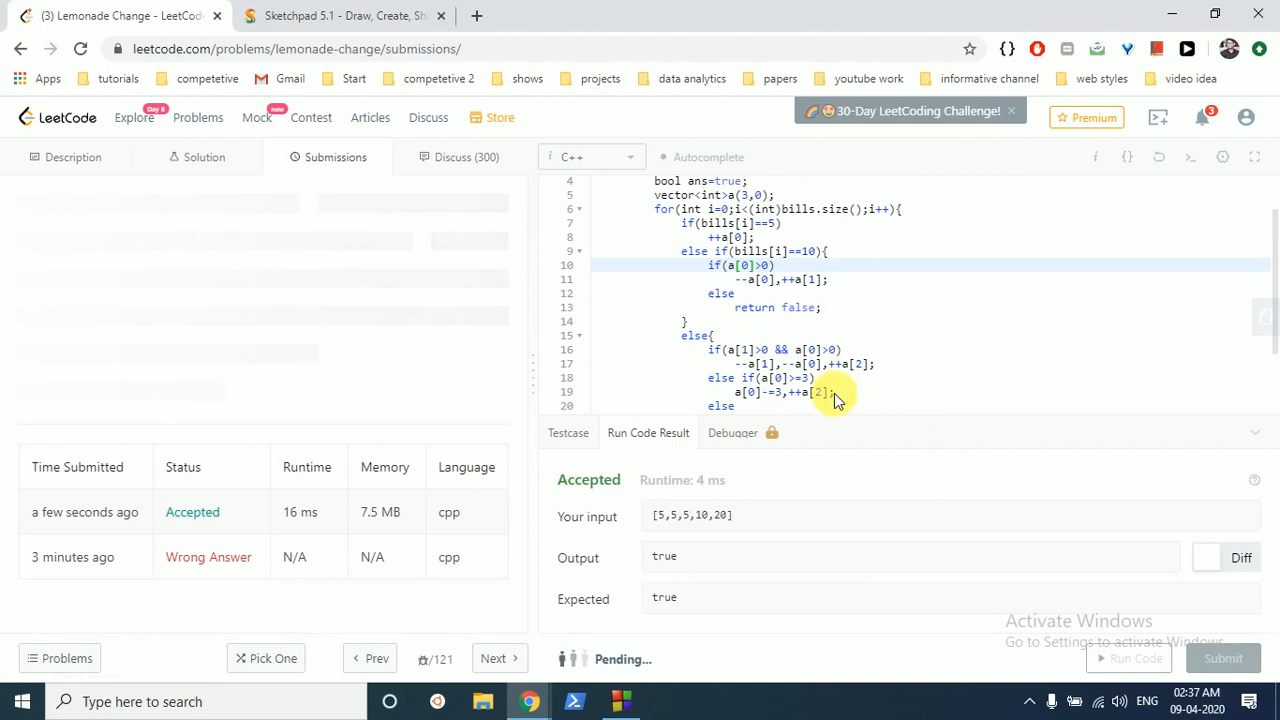 (3) Lemonade Change - LeetCode
Sketchpad 5.1 - Draw, Create, Sh
leetcode.com/problems/lemonade-change/submissions/
Apps tutorials competetive Gmail Start competetive 2 shows projects data analytics papers youtube work informative channel web styles video idea
LeetCode Explore Day 8 Problems Mock new Contest Articles Discuss Store
30-Day LeetCoding Challenge!
Premium
3
Description Solution Submissions Discuss (300)
i C++ Autocomplete
4 bool ans=true;
5 vector<int>a(3,0);
6 for(int i=0;i<(int)bills.size();i++){
7 if(bills[i]==5)
8 ++a[0];
9 else if(bills[i]==10){
10 if(a[0]>0)
11 --a[0],++a[1];
12 else
13 return false;
14 }
15 else{
16 if(a[1]>0 && a[0]>0)
17 --a[1],--a[0],++a[2];
18 else if(a[0]>=3)
19 a[0]-=3,++a[2];
20 else
Testcase Run Code Result Debugger
Accepted Runtime: 4 ms
Your input [5,5,5,10,20]
Output true
Diff
Expected true
Time Submitted Status Runtime Memory Language
a few seconds ago Accepted 16 ms 7.5 MB cpp
3 minutes ago Wrong Answer N/A N/A cpp
Activate Windows
Go to Settings to activate Windows.
Problems Pick One Prev /121 Next
Pending...
Run Code Submit
Type here to search
ENG
02:37 AM
09-04-2020